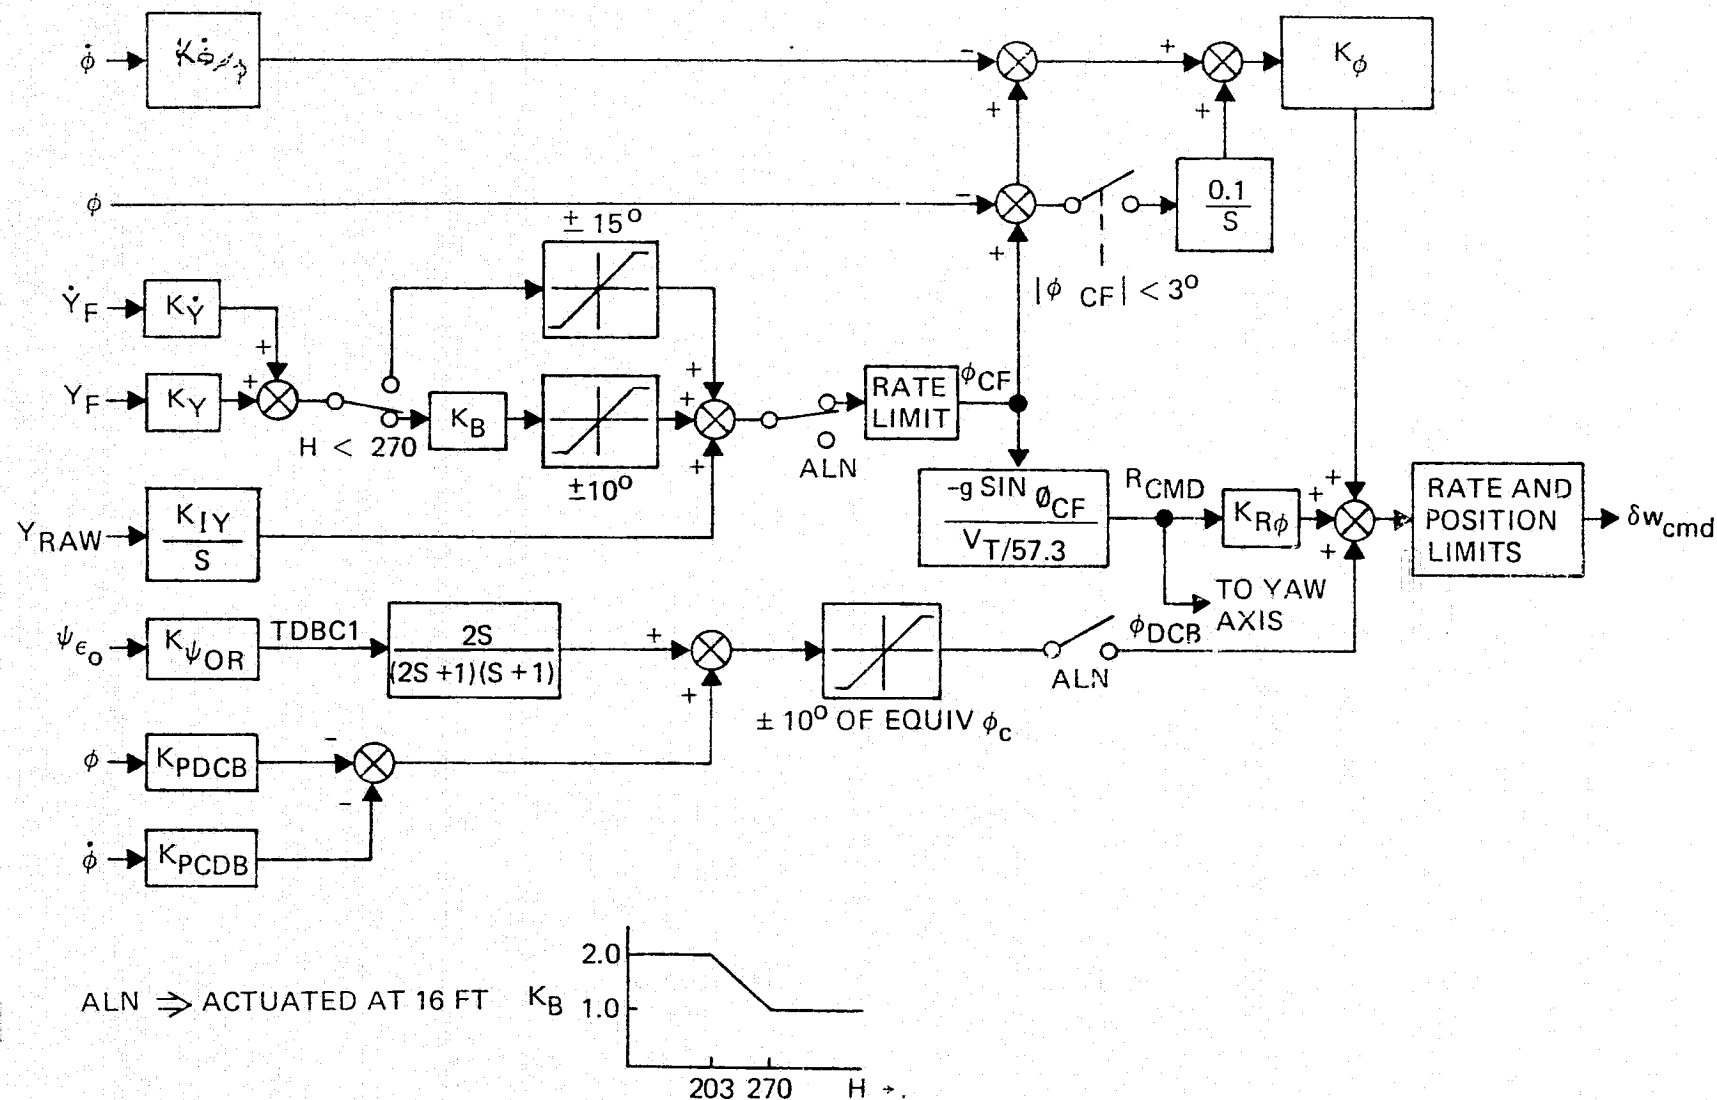 φ̇
φ
± 15°
K_φ
0.1
S
|φ CF| < 3°
Ẏ_F
K_Ẏ
Y_F
K_Y
H < 270
K_B
±10°
ALN
RATE
LIMIT
φ_CF
Y_RAW
K_IY
S
-g SIN Ø_CF
V_T/57.3
R_CMD
K_Rφ
TO YAW
AXIS
RATE AND
POSITION
LIMITS
δw_cmd
ψ_ε_o
K_ψ_OR
TDBC1
2S
(2S+1)(S+1)
± 10° OF EQUIV φ_c
ALN
φ_DCB
φ
K_PDCB
φ̇
K_PCDB
ALN ⇒ ACTUATED AT 16 FT
K_B
2.0
1.0
203 270 H →